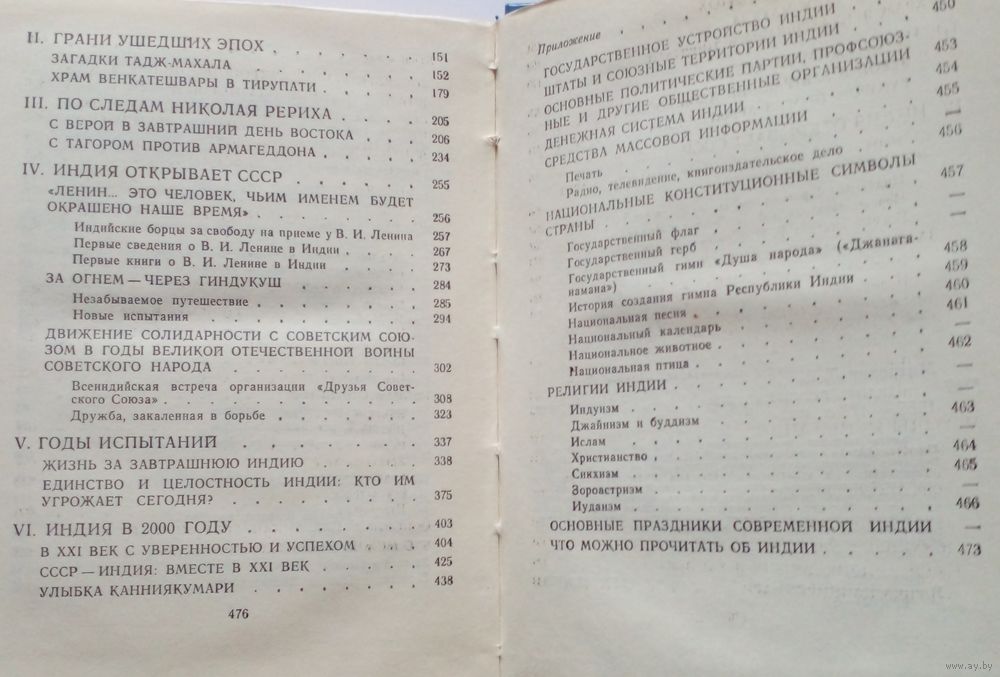 II. ГРАНИ УШЕДШИХ ЭПОХ . . . . . . . . 151
ЗАГАДКИ ТАДЖ-МАХАЛА . . . . . . . . 152
ХРАМ ВЕНКАТЕШВАРЫ В ТИРУПАТИ . . . . 179
III. ПО СЛЕДАМ НИКОЛАЯ РЕРИХА . . . . . 205
С ВЕРОЙ В ЗАВТРАШНИЙ ДЕНЬ ВОСТОКА . . . 206
С ТАГОРОМ ПРОТИВ АРМАГЕДДОНА . . . . . 234
IV. ИНДИЯ ОТКРЫВАЕТ СССР . . . . . . . 255
«ЛЕНИН... ЭТО ЧЕЛОВЕК, ЧЬИМ ИМЕНЕМ БУДЕТ
ОКРАШЕНО НАШЕ ВРЕМЯ» . . . . . . . . 256
Индийские борцы за свободу на приеме у В. И. Ленина 257
Первые сведения о В. И. Ленине в Индии . . . . 267
Первые книги о В. И. Ленине в Индии . . . . . 273
ЗА ОГНЕМ — ЧЕРЕЗ ГИНДУКУШ . . . . . . 284
Незабываемое путешествие . . . . . . . . 285
Новые испытания . . . . . . . . . . 294
ДВИЖЕНИЕ СОЛИДАРНОСТИ С СОВЕТСКИМ СОЮ-
ЗОМ В ГОДЫ ВЕЛИКОЙ ОТЕЧЕСТВЕННОЙ ВОЙНЫ
СОВЕТСКОГО НАРОДА . . . . . . . . . 302
Всеиндийская встреча организации «Друзья Совет-
ского Союза» . . . . . . . . . . . 308
Дружба, закаленная в борьбе . . . . . . . 323
V. ГОДЫ ИСПЫТАНИЙ . . . . . . . . . 337
ЖИЗНЬ ЗА ЗАВТРАШНЮЮ ИНДИЮ . . . . . 338
ЕДИНСТВО И ЦЕЛОСТНОСТЬ ИНДИИ: КТО ИМ
УГРОЖАЕТ СЕГОДНЯ? . . . . . . . . . 375
VI. ИНДИЯ В 2000 ГОДУ . . . . . . . . 403
В XXI ВЕК С УВЕРЕННОСТЬЮ И УСПЕХОМ . . . 404
СССР — ИНДИЯ: ВМЕСТЕ В XXI ВЕК . . . . . 425
УЛЫБКА КАННИЯКУМАРИ . . . . . . . . 438
476
Приложение . . . . . . . . . . . 450
ГОСУДАРСТВЕННОЕ УСТРОЙСТВО ИНДИИ . . . —
ШТАТЫ И СОЮЗНЫЕ ТЕРРИТОРИИ ИНДИИ . . 453
ОСНОВНЫЕ ПОЛИТИЧЕСКИЕ ПАРТИИ, ПРОФСОЮЗ-
НЫЕ И ДРУГИЕ ОБЩЕСТВЕННЫЕ ОРГАНИЗАЦИИ 454
ДЕНЕЖНАЯ СИСТЕМА ИНДИИ . . . . . . 455
СРЕДСТВА МАССОВОЙ ИНФОРМАЦИИ . . . . —
Печать . . . . . . . . . . . —
Радио, телевидение, книгоиздательское дело . . . 456
НАЦИОНАЛЬНЫЕ КОНСТИТУЦИОННЫЕ СИМВОЛЫ
СТРАНЫ . . . . . . . . . . . 457
Государственный флаг . . . . . . . . —
Государственный герб . . . . . . . . —
Государственный гимн «Душа народа» («Джанага-
намана») . . . . . . . . . . . 458
История создания гимна Республики Индии . . . 459
Национальная песня . . . . . . . . . 460
Национальный календарь . . . . . . . . 461
Национальное животное . . . . . . . . —
Национальная птица . . . . . . . . . 462
РЕЛИГИИ ИНДИИ . . . . . . . . . . —
Индуизм . . . . . . . . . . . —
Джайнизм и буддизм . . . . . . . . . 463
Ислам . . . . . . . . . . . . —
Христианство . . . . . . . . . . 464
Сикхизм . . . . . . . . . . . 465
Зороастризм . . . . . . . . . . —
Иудаизм . . . . . . . . . . . 466
ОСНОВНЫЕ ПРАЗДНИКИ СОВРЕМЕННОЙ ИНДИИ —
ЧТО МОЖНО ПРОЧИТАТЬ ОБ ИНДИИ . . . . . 473
www.ay.by